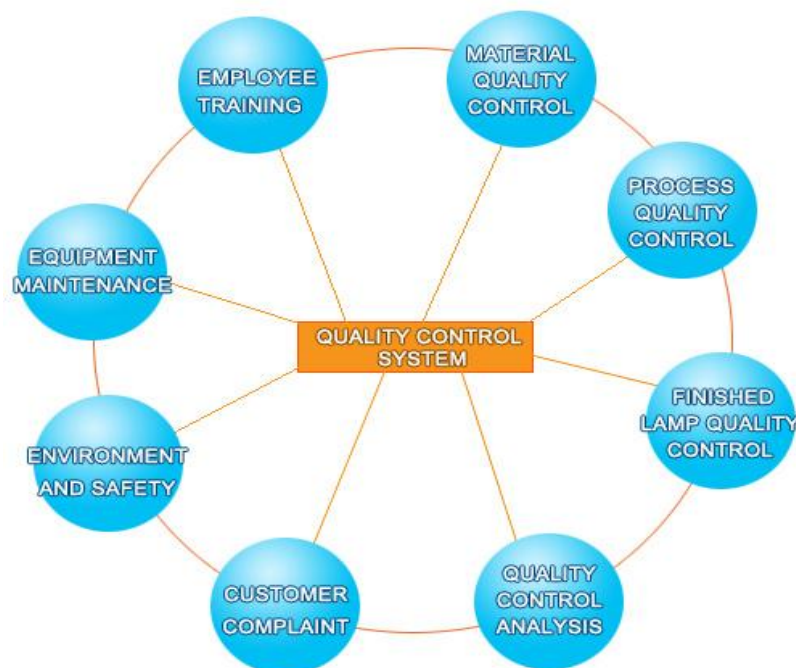 EMPLOYEE
TRAINING
MATERIAL
QUALITY
CONTROL
PROCESS
QUALITY
CONTROL
EQUIPMENT
MAINTENANCE
QUALITY CONTROL
SYSTEM
FINISHED
LAMP QUALITY
CONTROL
ENVIRONMENT
AND SAFETY
CUSTOMER
COMPLAINT
QUALITY
CONTROL
ANALYSIS